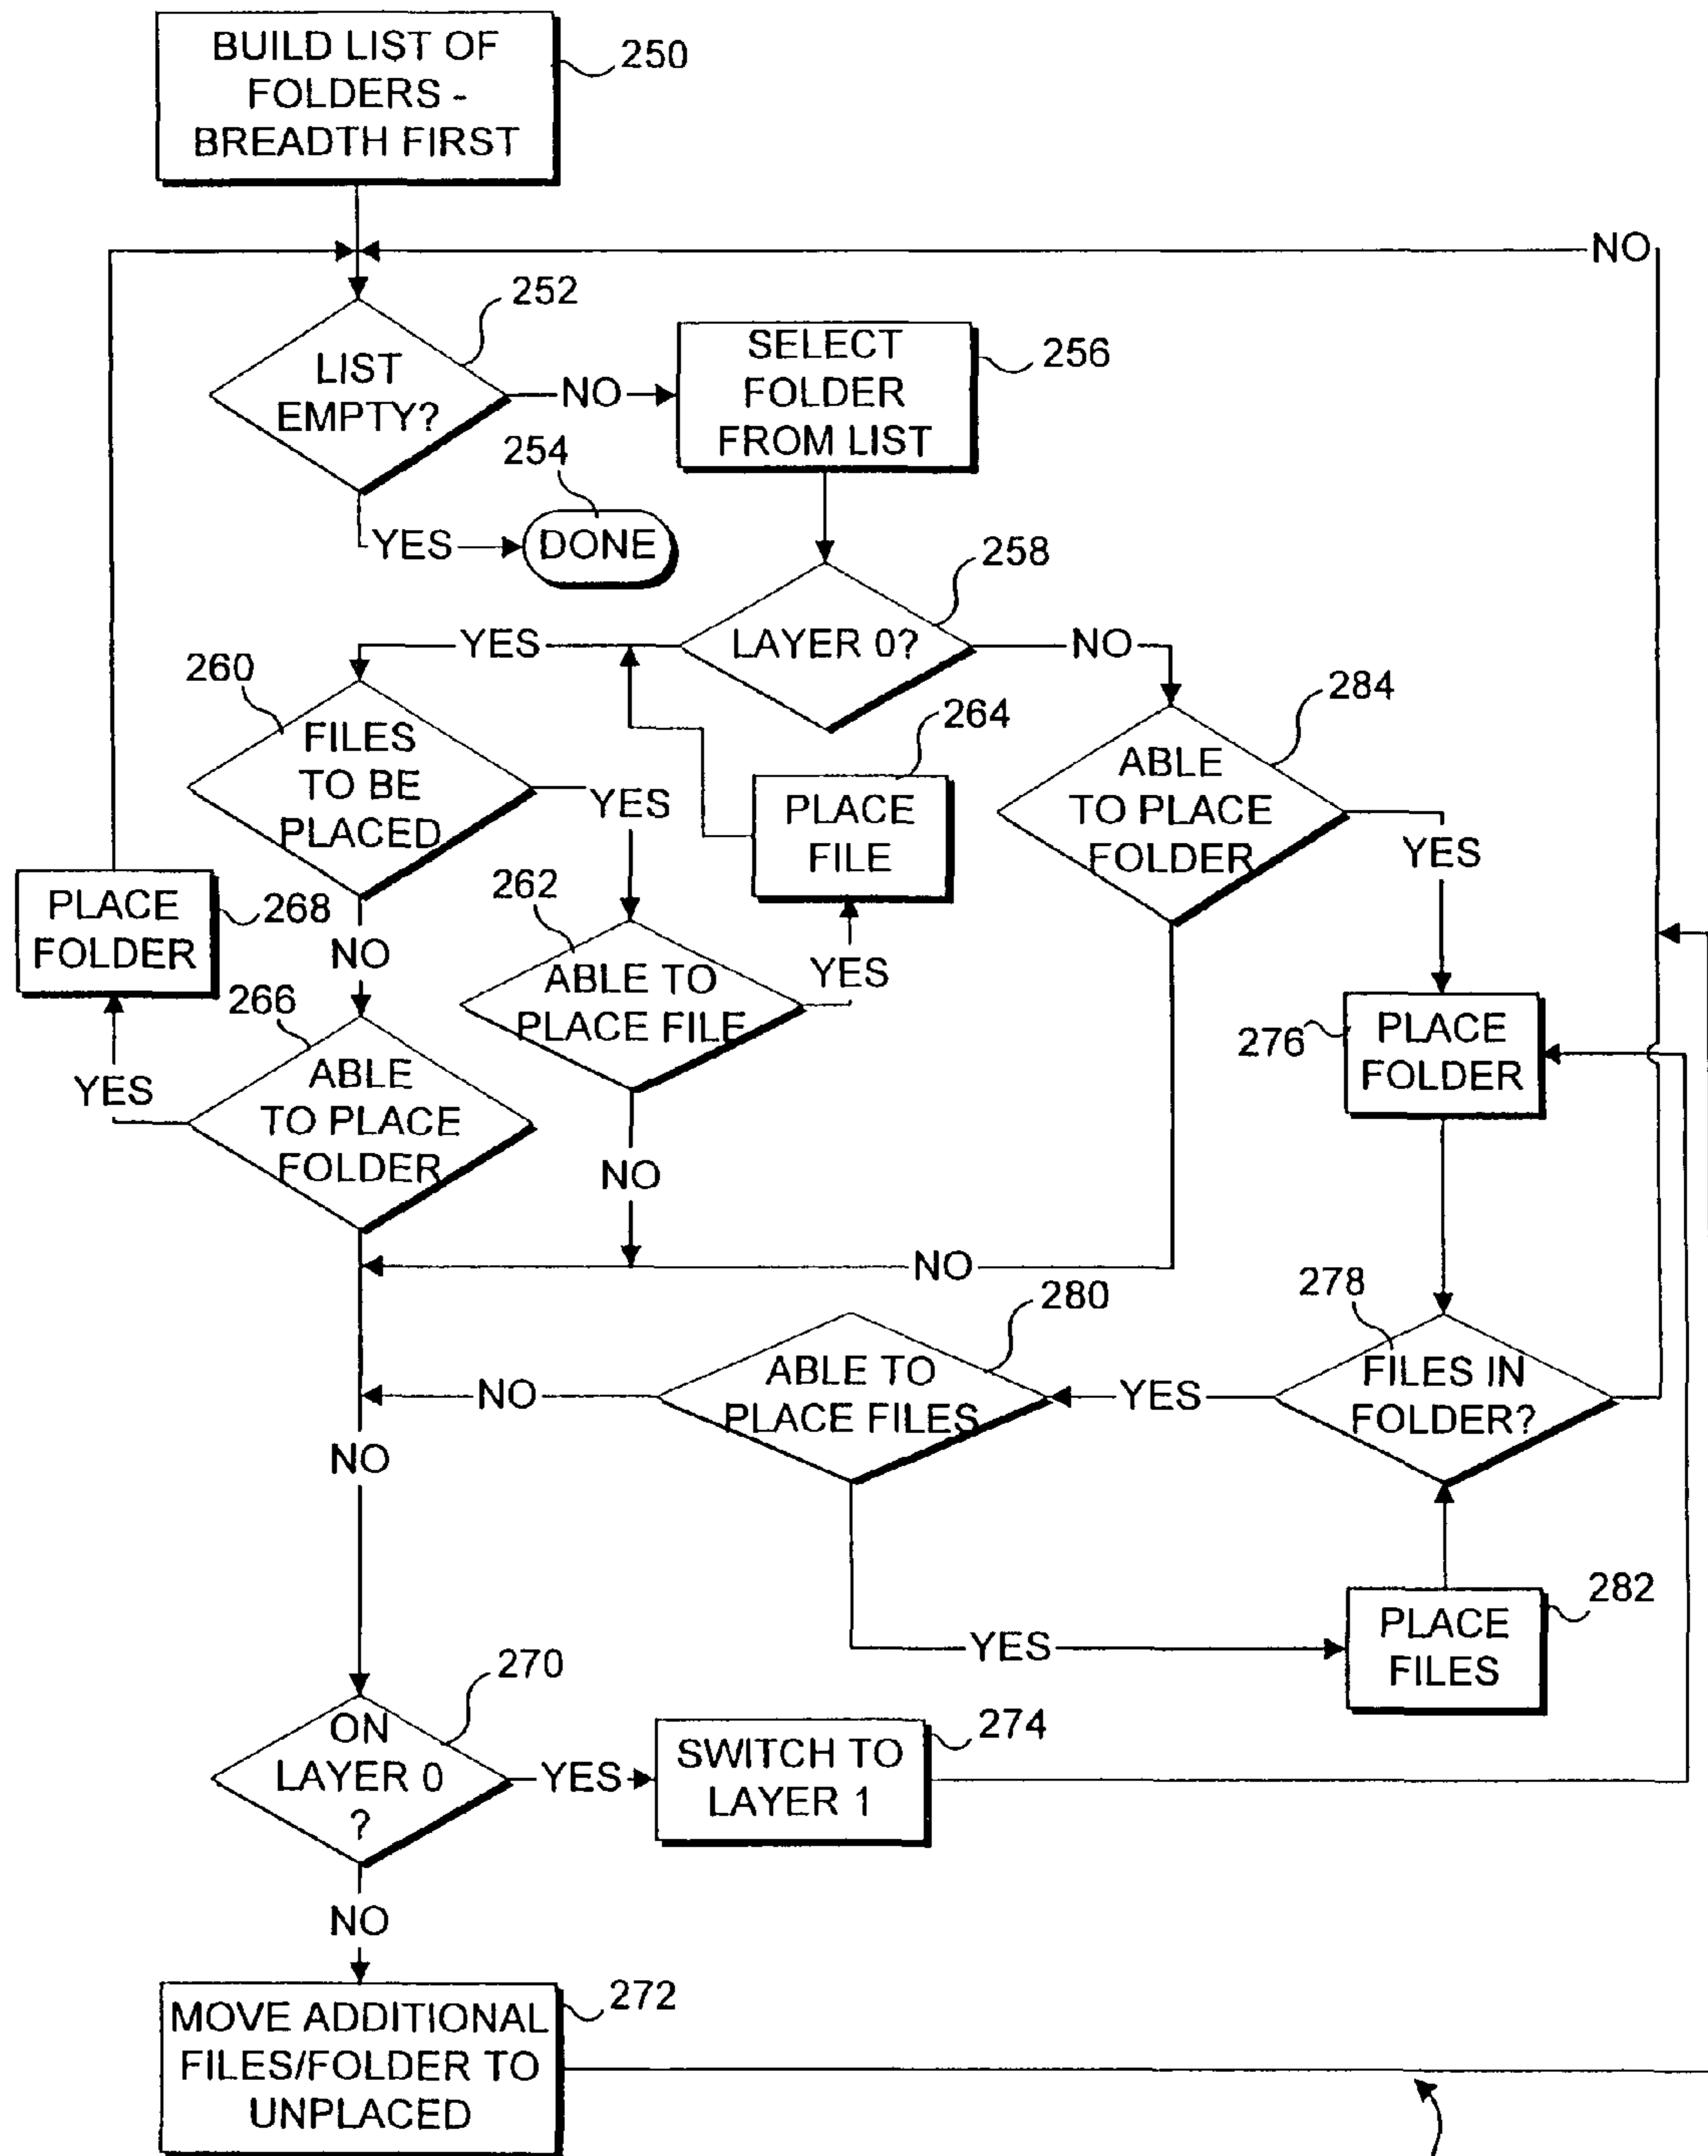 BUILD LIST OF
FOLDERS -
BREADTH FIRST
250
NO
252
LIST
EMPTY?
NO
SELECT
FOLDER
FROM LIST
256
254
YES
DONE
258
LAYER 0?
YES
NO
260
FILES
TO BE
PLACED
YES
264
PLACE
FILE
284
ABLE
TO PLACE
FOLDER
YES
PLACE
FOLDER
268
NO
262
ABLE TO
PLACE FILE
YES
266
ABLE
TO PLACE
FOLDER
YES
NO
276
PLACE
FOLDER
NO
278
FILES IN
FOLDER?
280
ABLE TO
PLACE FILES
YES
NO
NO
YES
282
PLACE
FILES
270
ON
LAYER 0
?
YES
274
SWITCH TO
LAYER 1
NO
272
MOVE ADDITIONAL
FILES/FOLDER TO
UNPLACED